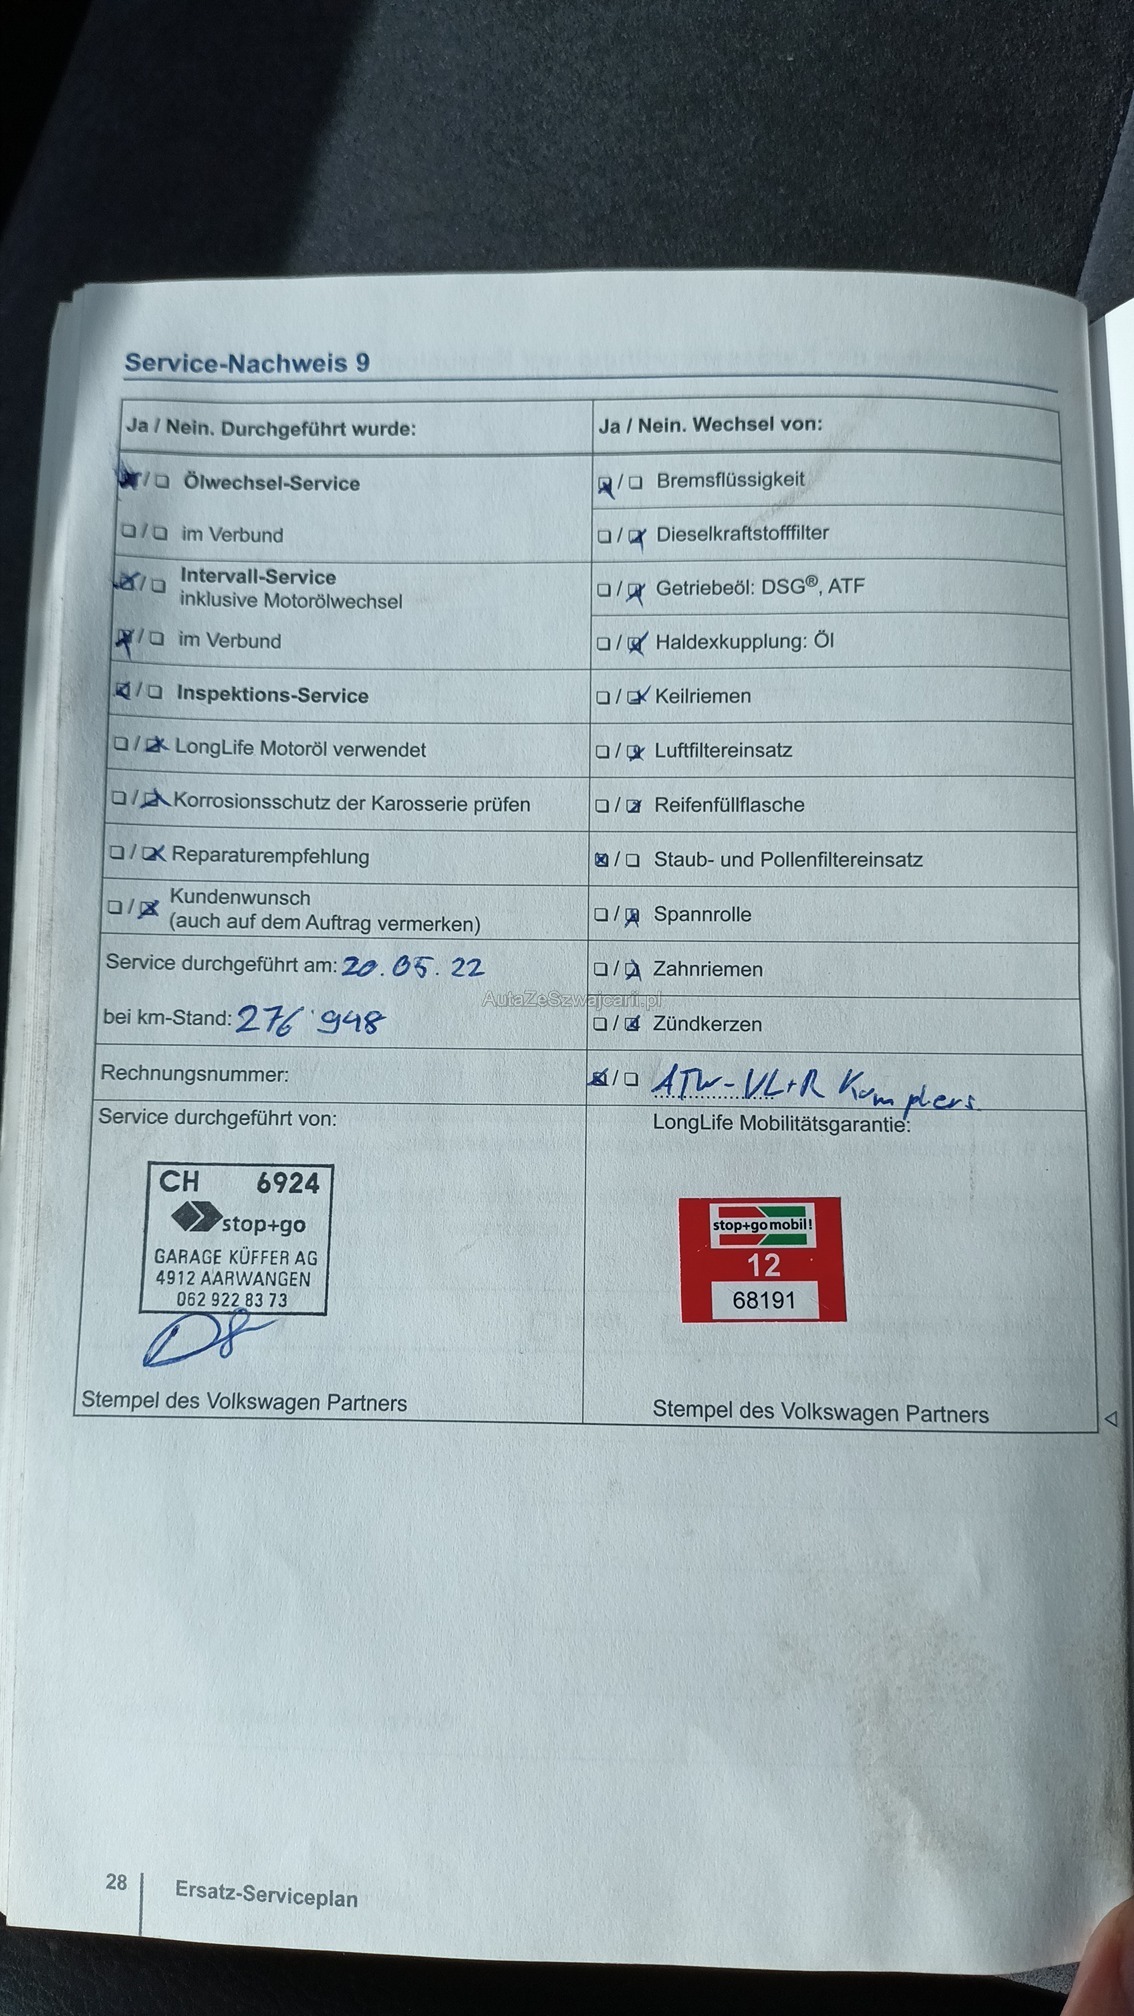 Service-Nachweis 9
Ja / Nein. Durchgeführt wurde:
Ölwechsel-Service
im Verbund
Intervall-Service
inklusive Motorölwechsel
im Verbund
Inspektions-Service
LongLife Motoröl verwendet
Korrosionsschutz der Karosserie prüfen
Reparaturempfehlung
Kundenwunsch
(auch auf dem Auftrag vermerken)
Service durchgeführt am: 20.05.22
bei km-Stand: 276'948
Rechnungsnummer:
Service durchgeführt von:
CH 6924
stop+go
GARAGE KÜFFER AG
4912 AARWANGEN
062 922 83 73
Stempel des Volkswagen Partners
Ja / Nein. Wechsel von:
Bremsflüssigkeit
Dieselkraftstofffilter
Getriebeöl: DSG®, ATF
Haldexkupplung: Öl
Keilriemen
Luftfiltereinsatz
Reifenfüllflasche
Staub- und Pollenfiltereinsatz
Spannrolle
Zahnriemen
AutaZeSzwajcarii.pl
Zündkerzen
ATW-VL+R
LongLife Mobilitätsgarantie:
stop+go mobil!
12
68191
Stempel des Volkswagen Partners
28
Ersatz-Serviceplan